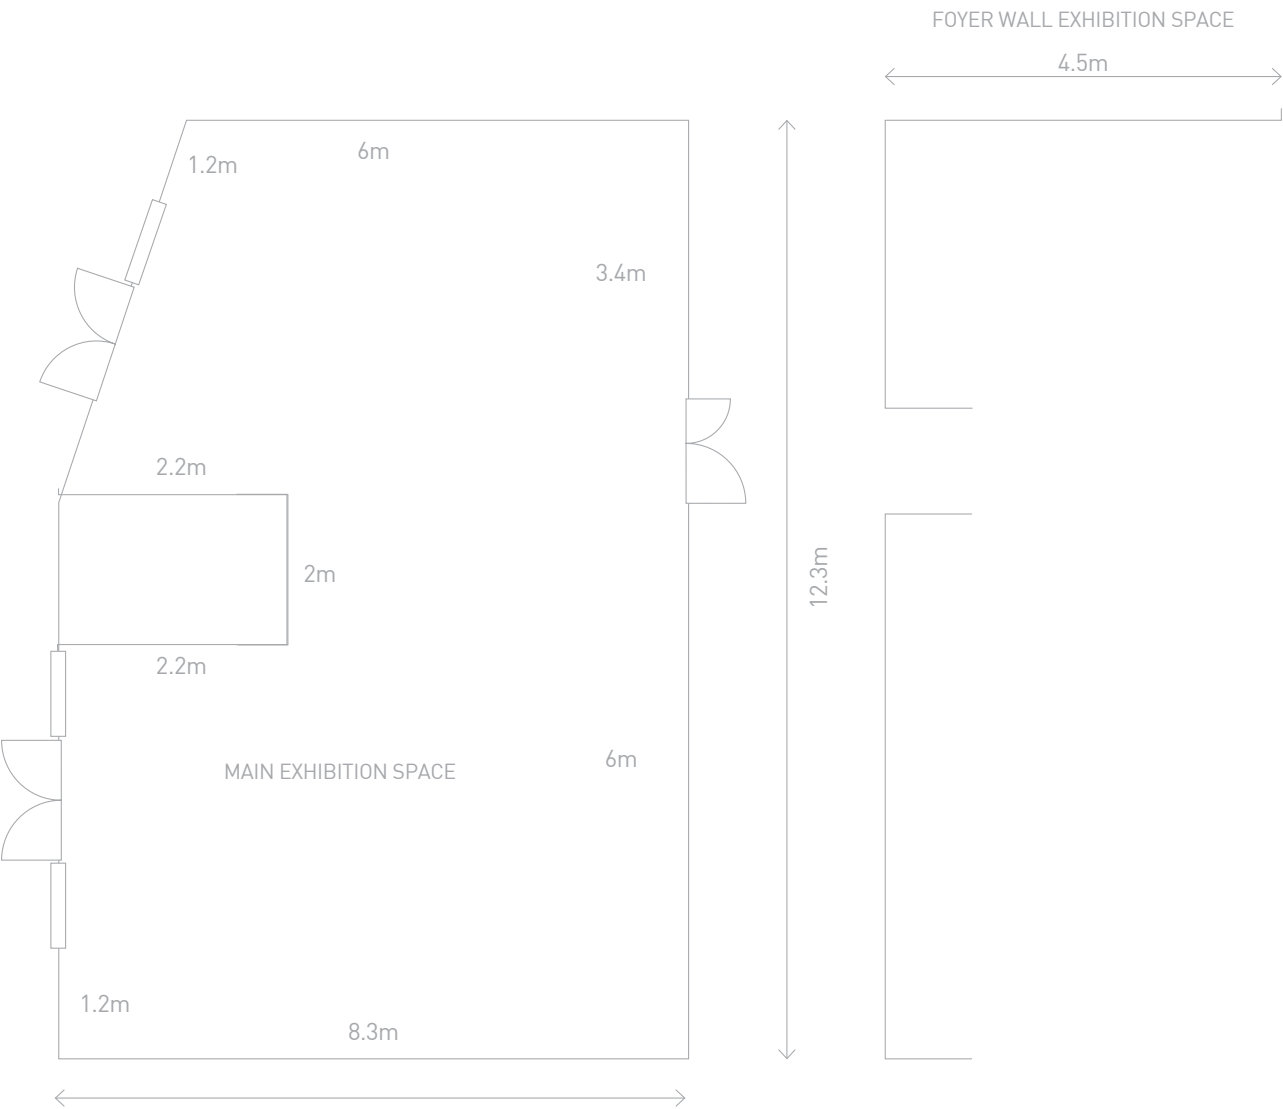 FOYER WALL EXHIBITION SPACE
4.5m
6m
1.2m
3.4m
2.2m
2m
12.3m
2.2m
6m
MAIN EXHIBITION SPACE
1.2m
8.3m